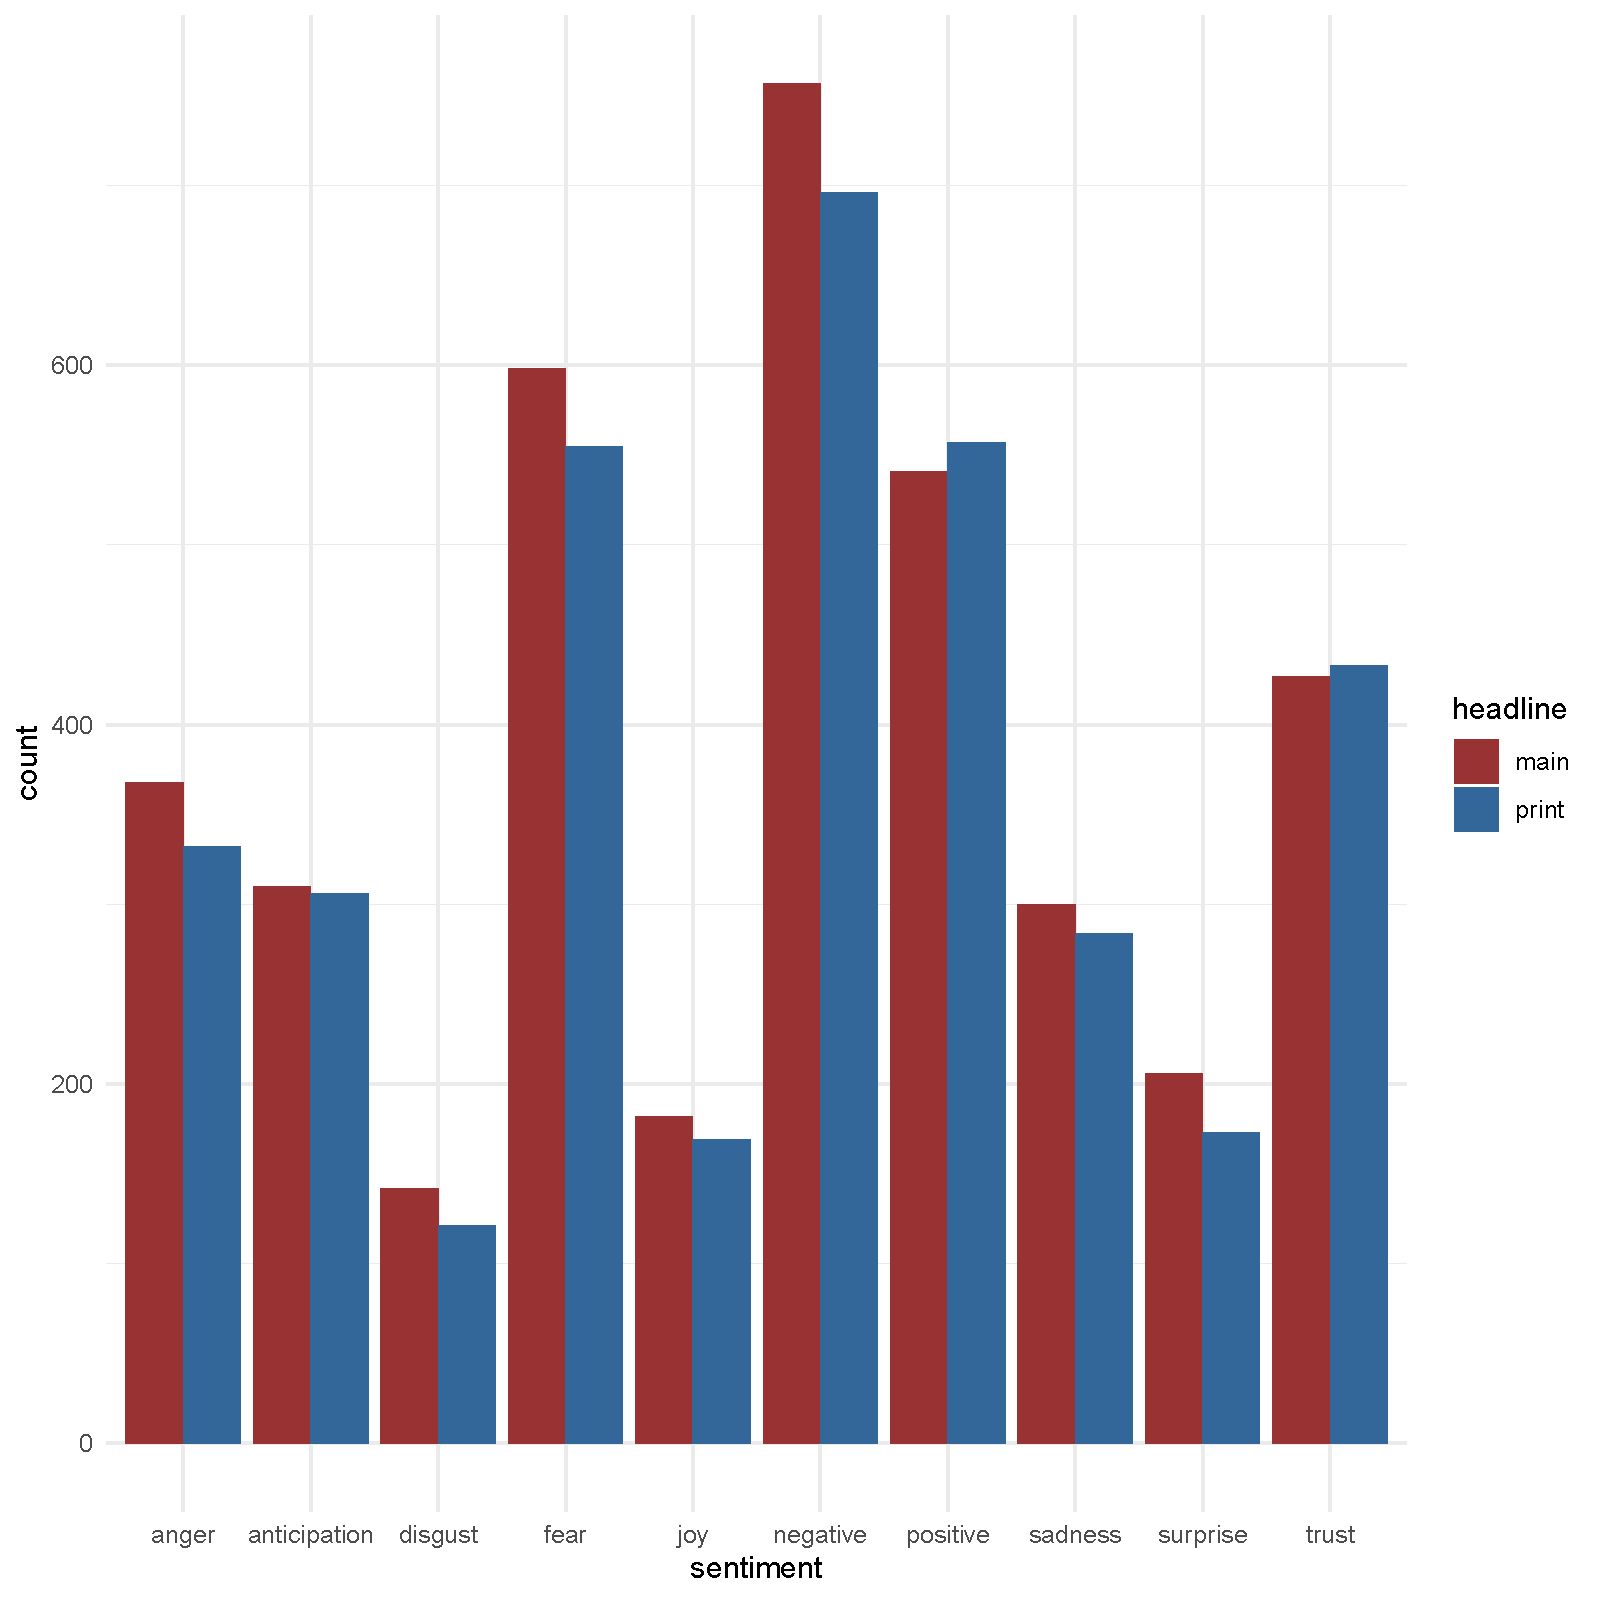 600
400
200
0
count
anger anticipation disgust fear joy negative positive sadness surprise trust
sentiment
headline
main
print